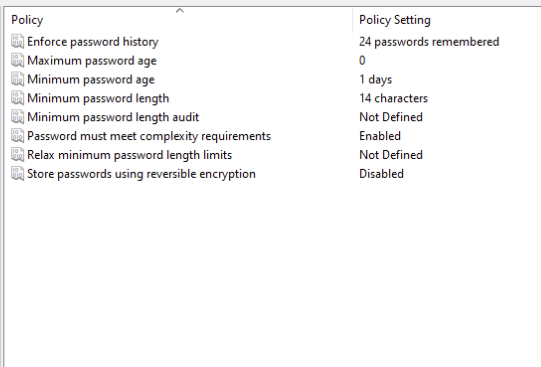 Policy Policy Setting
Enforce password history 24 passwords remembered
Maximum password age 0
Minimum password age 1 days
Minimum password length 14 characters
Minimum password length audit Not Defined
Password must meet complexity requirements Enabled
Relax minimum password length limits Not Defined
Store passwords using reversible encryption Disabled